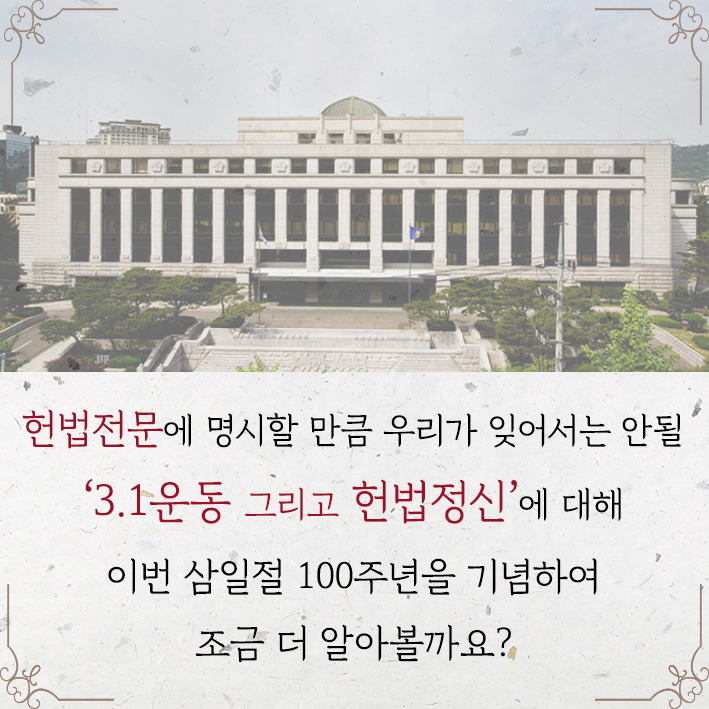 헌법전문에 명시할 만큼 우리가 잊어서는 안될
‘3.1운동 그리고 헌법정신’에 대해
이번 삼일절 100주년을 기념하여
조금 더 알아볼까요?